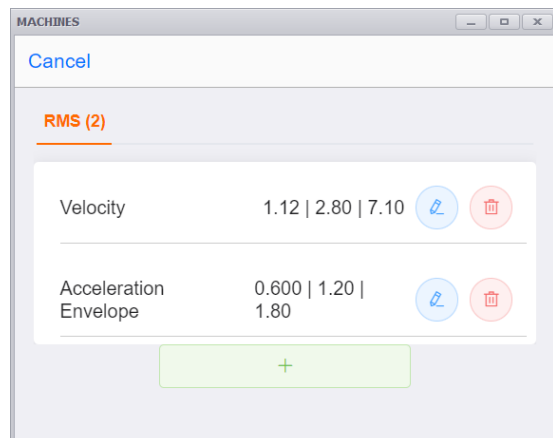 MACHINES
Cancel
RMS (2)
Velocity
1.12 | 2.80 | 7.10
Acceleration
Envelope
0.600 | 1.20 |
1.80
+